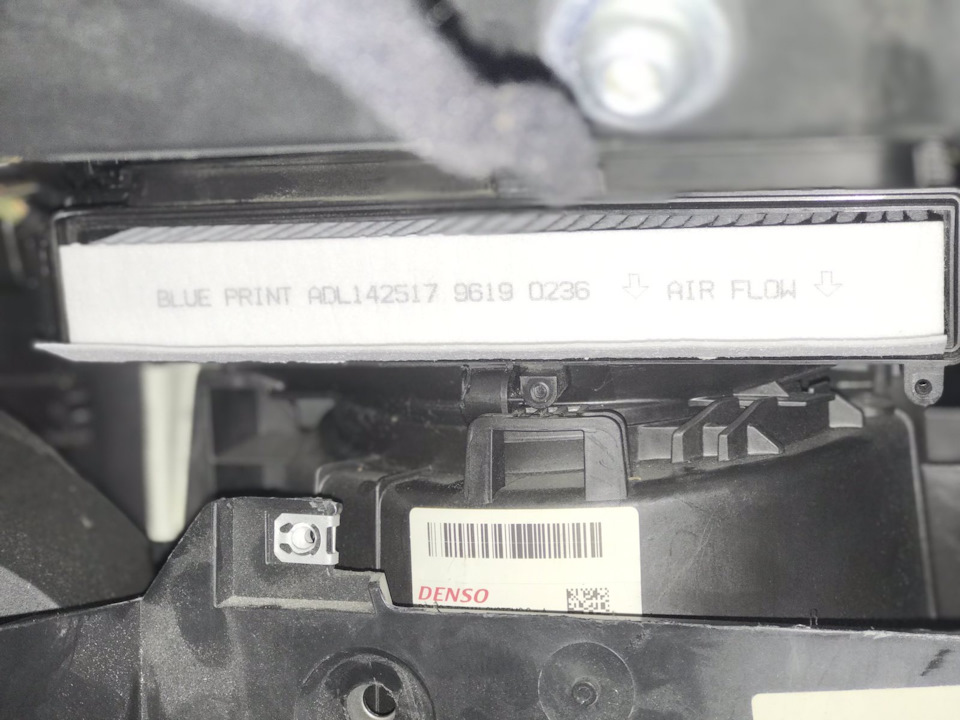 BLUE PRINT ADL142517 9619 0236 ⇩ AIR FLOW ⇩
DENSO